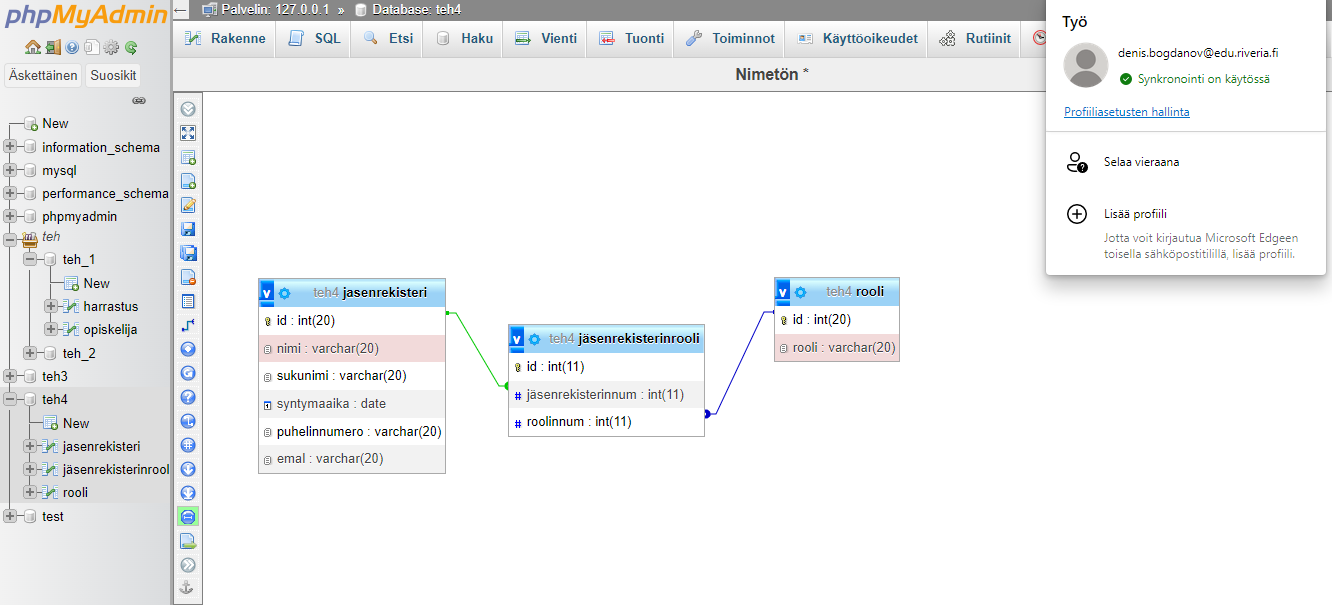 phpMyAdmin
Äskettäinen Suosikit
New
information_schema
mysql
performance_schema
phpmyadmin
teh
teh_1
New
harrastus
opiskelija
teh_2
teh3
teh4
New
jasenrekisteri
jäsenrekisterinrool
rooli
test
Palvelin: 127.0.0.1 » Database: teh4
Rakenne SQL Etsi Haku Vienti Tuonti Toiminnot Käyttöoikeudet Rutiinit
Nimetön *
v teh4 jasenrekisteri
id : int(20)
nimi : varchar(20)
sukunimi : varchar(20)
syntymaaika : date
puhelinnumero : varchar(20)
emal : varchar(20)
v teh4 jäsenrekisterinrooli
id : int(11)
# jäsenrekisterinnum : int(11)
# roolinnum : int(11)
v teh4 rooli
id : int(20)
rooli : varchar(20)
Työ
denis.bogdanov@edu.riveria.fi
Synkronointi on käytössä
Profiiliasetusten hallinta
Selaa vieraana
Lisää profiili
Jotta voit kirjautua Microsoft Edgeen
toisella sähköpostitilillä, lisää profiili.